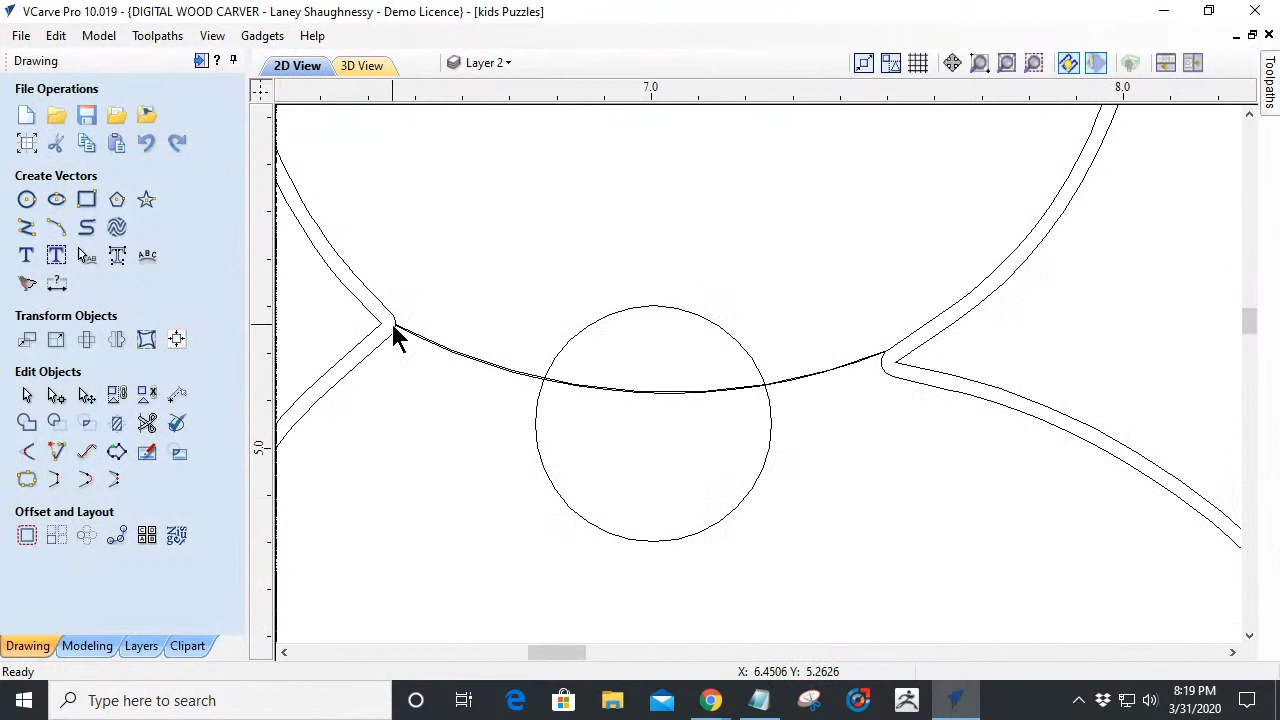 VCarve Pro 10.019 - {DIGITAL WOOD CARVER - Laney Shaughnessy - Demo Licence} - [kids Puzzles]
File Edit Model Toolpaths View Gadgets Help
Drawing
2D View 3D View Layer 2
Toolpaths
File Operations
7.0 8.0
Create Vectors
Transform Objects
Edit Objects
5.0
Offset and Layout
Drawing Modeling Layers Clipart
Ready
X: 6.4506 Y: 5.2626
Type here to search
8:19 PM
3/31/2020